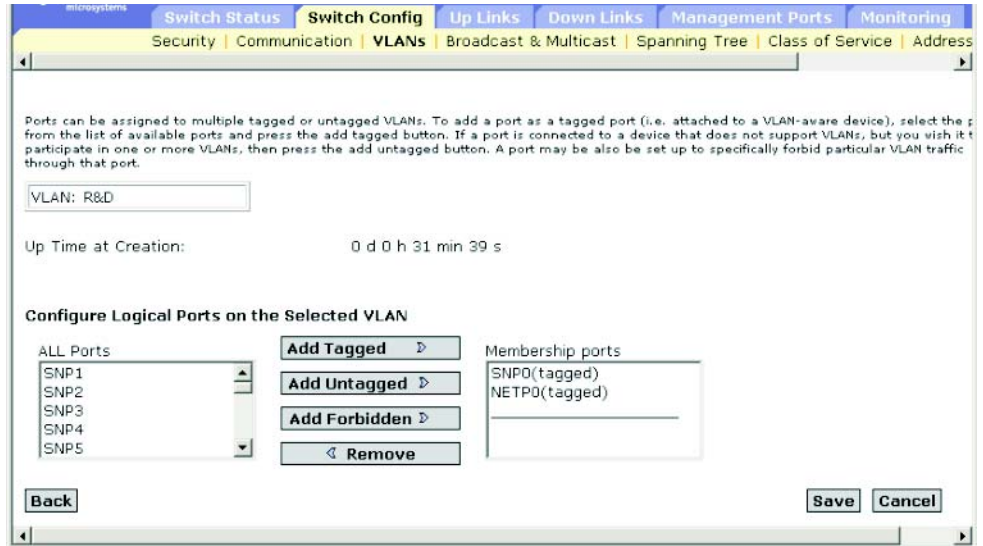 microsystems
Switch Status Switch Config Up Links Down Links Management Ports Monitoring
Security | Communication | VLANs | Broadcast & Multicast | Spanning Tree | Class of Service | Address
Ports can be assigned to multiple tagged or untagged VLANs. To add a port as a tagged port (i.e. attached to a VLAN-aware device), select the
from the list of available ports and press the add tagged button. If a port is connected to a device that does not support VLANs, but you wish it
participate in one or more VLANs, then press the add untagged button. A port may be also be set up to specifically forbid particular VLAN traffic
through that port.
VLAN: R&D
Up Time at Creation: 0 d 0 h 31 min 39 s
Configure Logical Ports on the Selected VLAN
ALL Ports
SNP1
SNP2
SNP3
SNP4
SNP5
Add Tagged
Add Untagged
Add Forbidden
Remove
Membership ports
SNP0(tagged)
NETP0(tagged)
Back
Save
Cancel